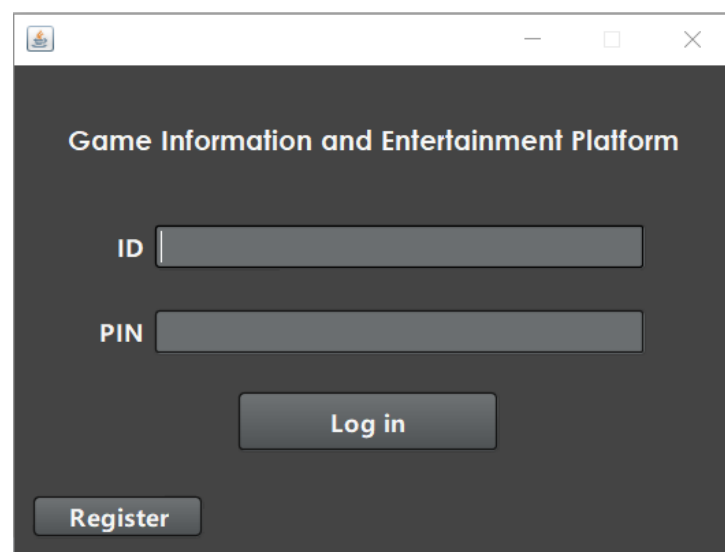 Game Information and Entertainment Platform
ID
PIN
Log in
Register